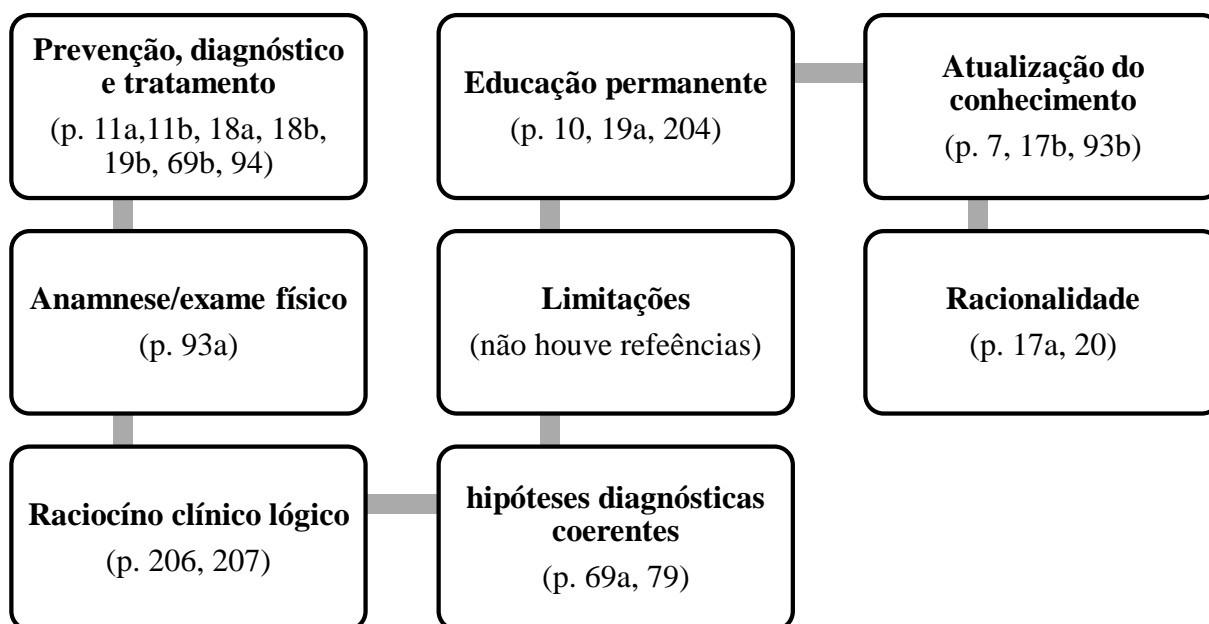 Prevenção, diagnóstico
e tratamento
(p. 11a,11b, 18a, 18b,
19b, 69b, 94)
Anamnese/exame físico
(p. 93a)
Raciocíno clínico lógico
(p. 206, 207)
hipóteses diagnósticas
coerentes
(p. 69a, 79)
Limitações
(não houve refeências)
Educação permanente
(p. 10, 19a, 204)
Atualização do
conhecimento
(p. 7, 17b, 93b)
Racionalidade
(p. 17a, 20)